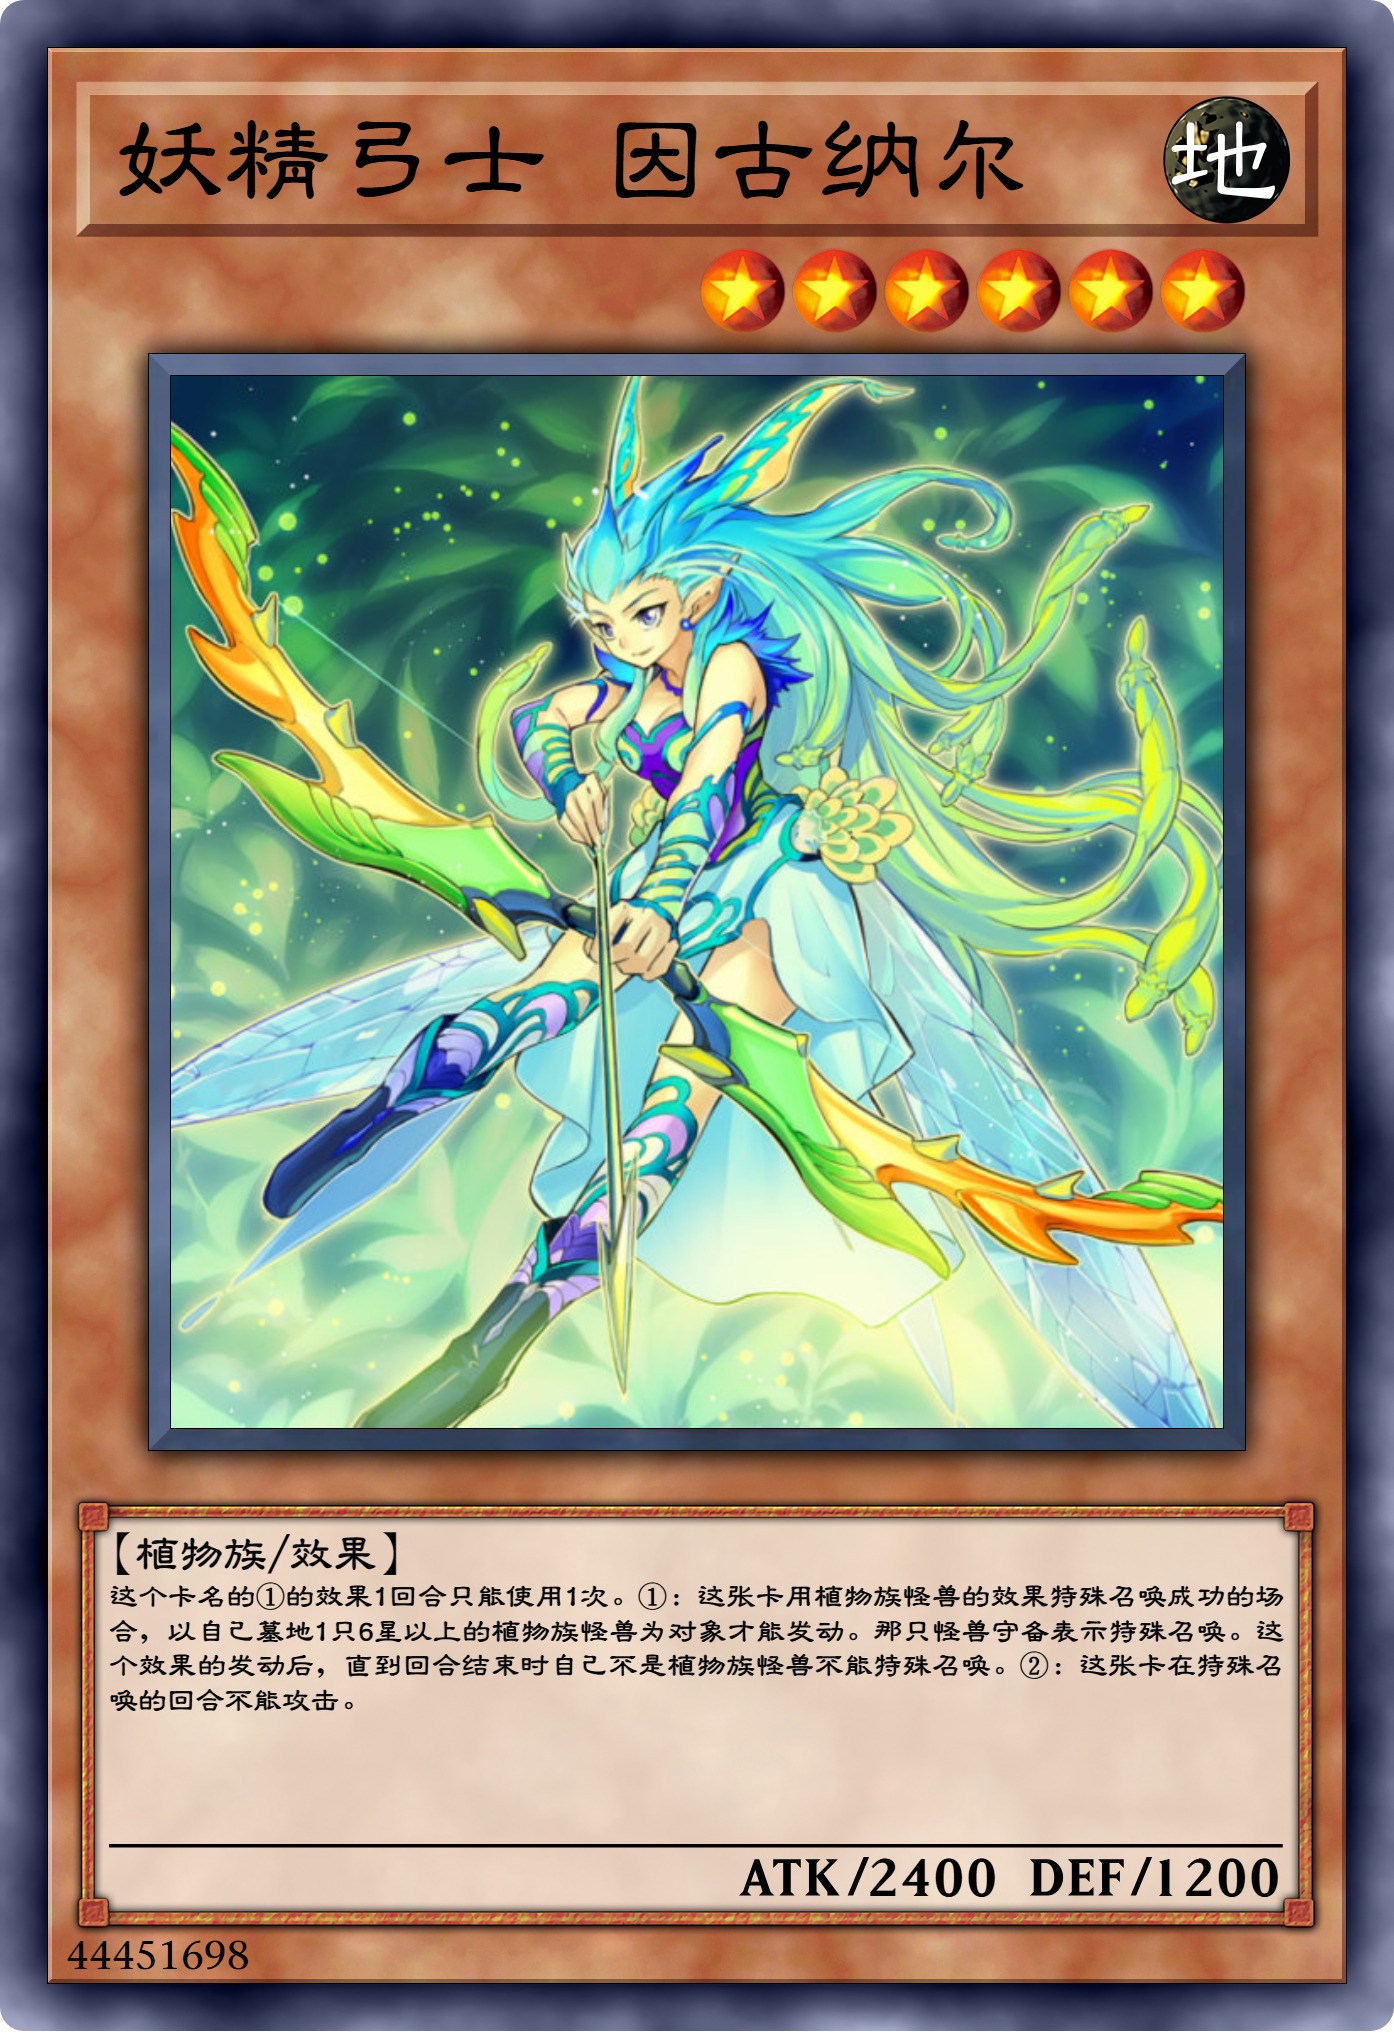 妖精弓士 因古纳尔
地
【植物族/效果】
这个卡名的①的效果1回合只能使用1次。①：这张卡用植物族怪兽的效果特殊召唤成功的场
合，以自己墓地1只6星以上的植物族怪兽为对象才能发动。那只怪兽守备表示特殊召唤。这
个效果的发动后，直到回合结束时自己不是植物族怪兽不能特殊召唤。②：这张卡在特殊召
唤的回合不能攻击。
ATK/2400 DEF/1200
44451698